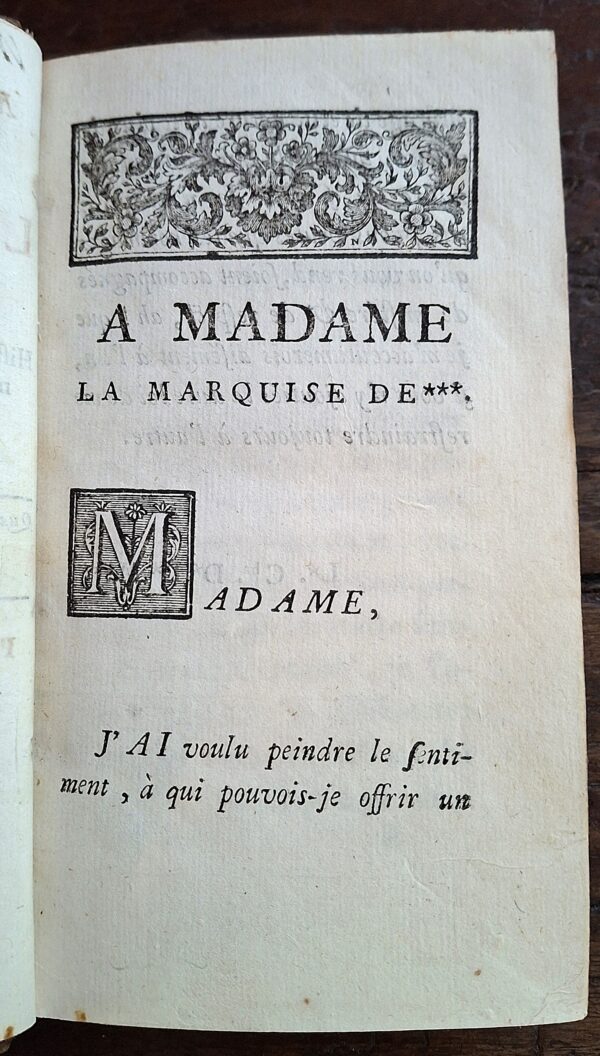 A MADAME
LA MARQUISE DE***.
MADAME,
J'AI voulu peindre le ſenti-
ment, à qui pouvois-je offrir un